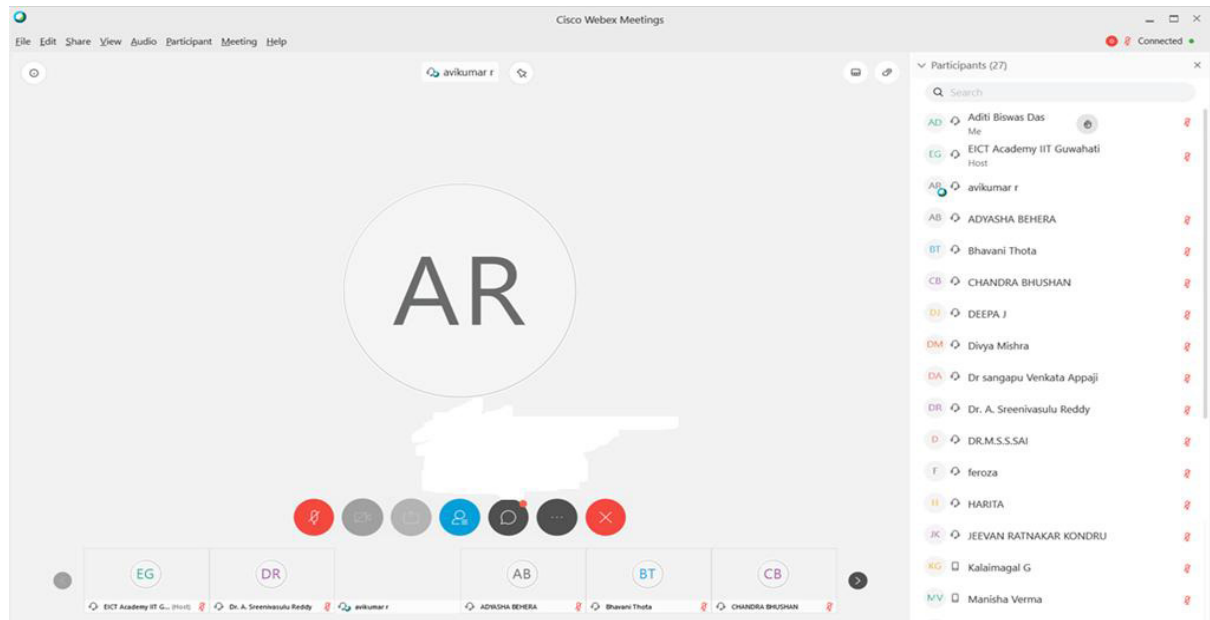 Cisco Webex Meetings
File Edit Share View Audio Participant Meeting Help
Connected
avikumar r
AR
EG
DR
AB
BT
CB
EICT Academy IIT G... (Host)
Dr. A. Sreenivasulu Reddy
avikumar r
ADYASHA BEHERA
Bhavani Thota
CHANDRA BHUSHAN
Participants (27)
Search
AD Aditi Biswas Das
Me
EG EICT Academy IIT Guwahati
Host
AR avikumar r
AB ADYASHA BEHERA
BT Bhavani Thota
CB CHANDRA BHUSHAN
DJ DEEPA J
DM Divya Mishra
DA Dr sangapu Venkata Appaji
DR Dr. A. Sreenivasulu Reddy
D DR.M.S.S.SAI
F feroza
H HARITA
JK JEEVAN RATNAKAR KONDRU
KG Kalaimagal G
MV Manisha Verma